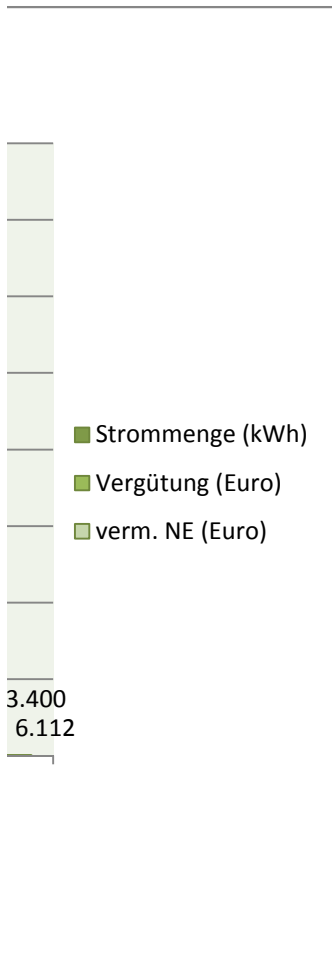 Strommenge (kWh)
Vergütung (Euro)
verm. NE (Euro)
3.400
6.112